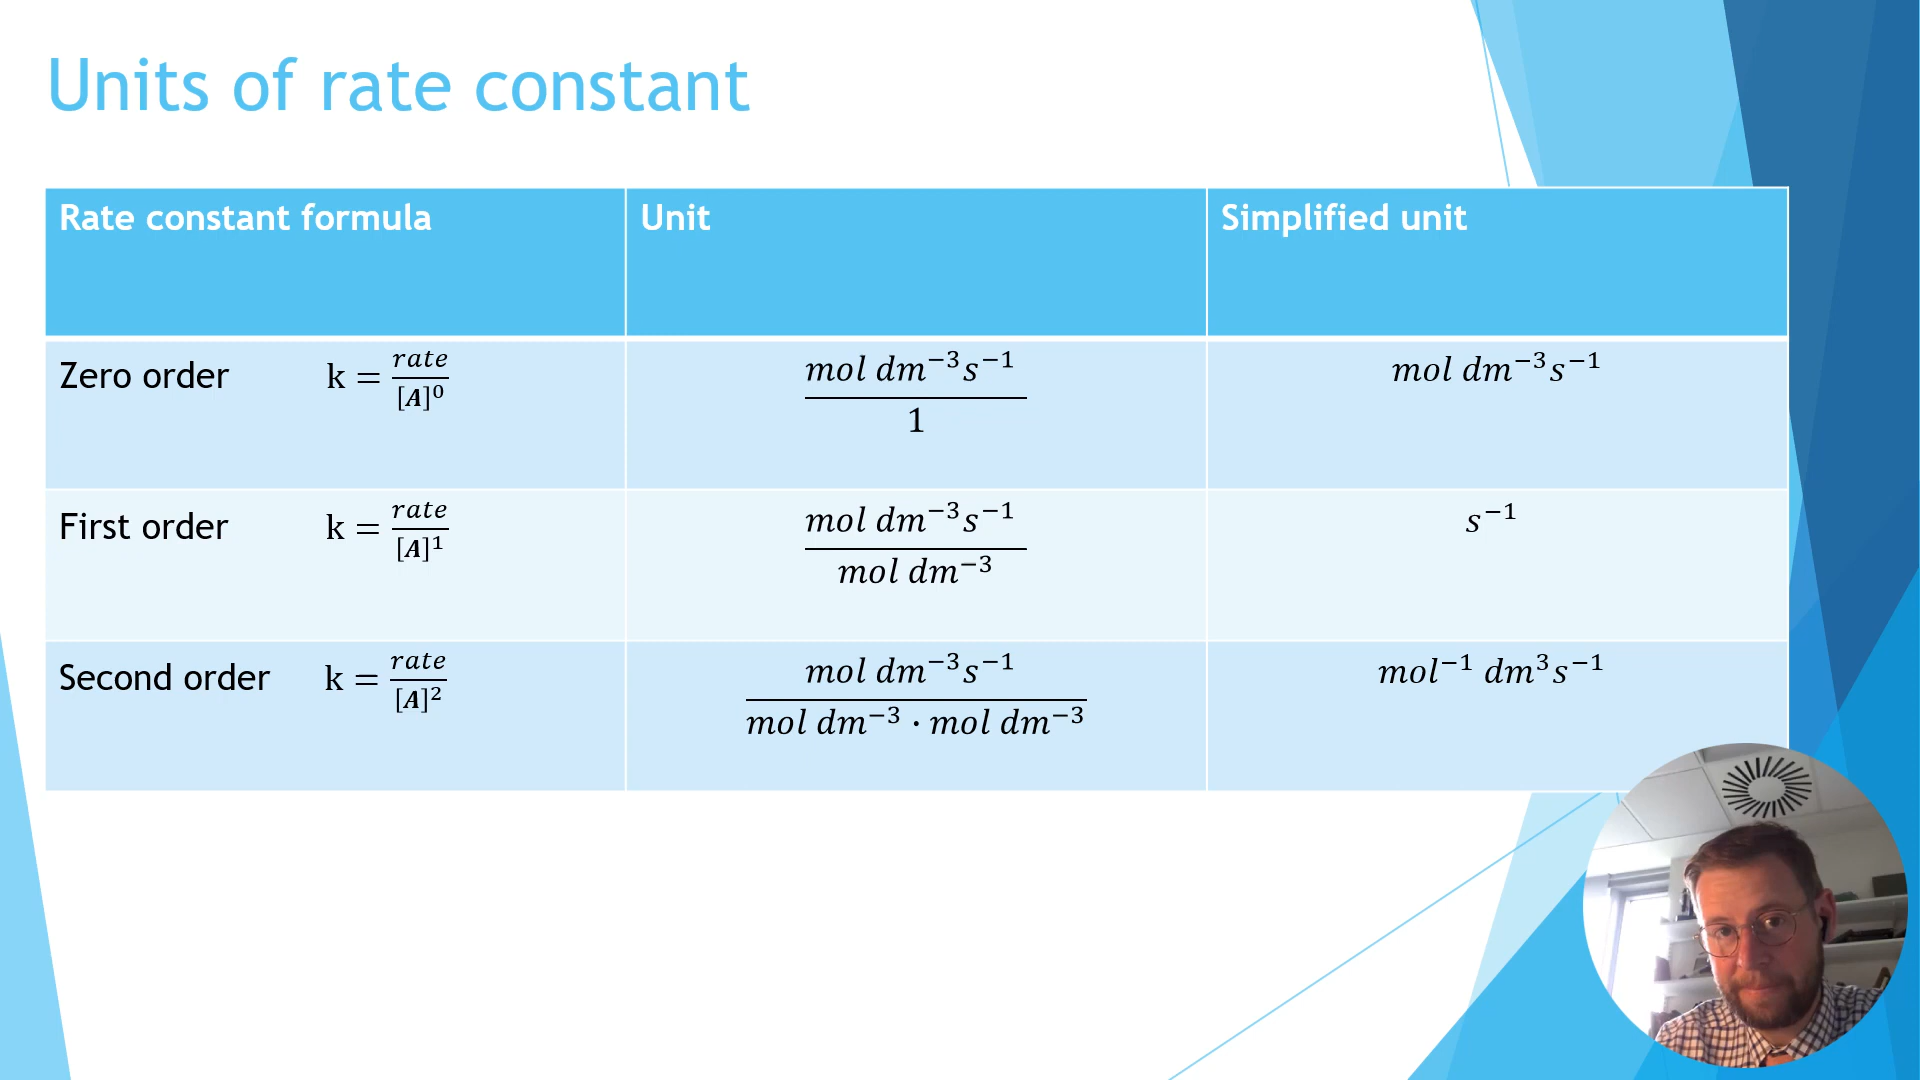 Units of rate constant
Rate constant formula Unit Simplified unit
Zero order k = rate/[A]⁰ mol dm⁻³s⁻¹/1 mol dm⁻³s⁻¹
First order k = rate/[A]¹ mol dm⁻³s⁻¹/mol dm⁻³ s⁻¹
Second order k = rate/[A]² mol dm⁻³s⁻¹/mol dm⁻³ · mol dm⁻³ mol⁻¹ dm³s⁻¹